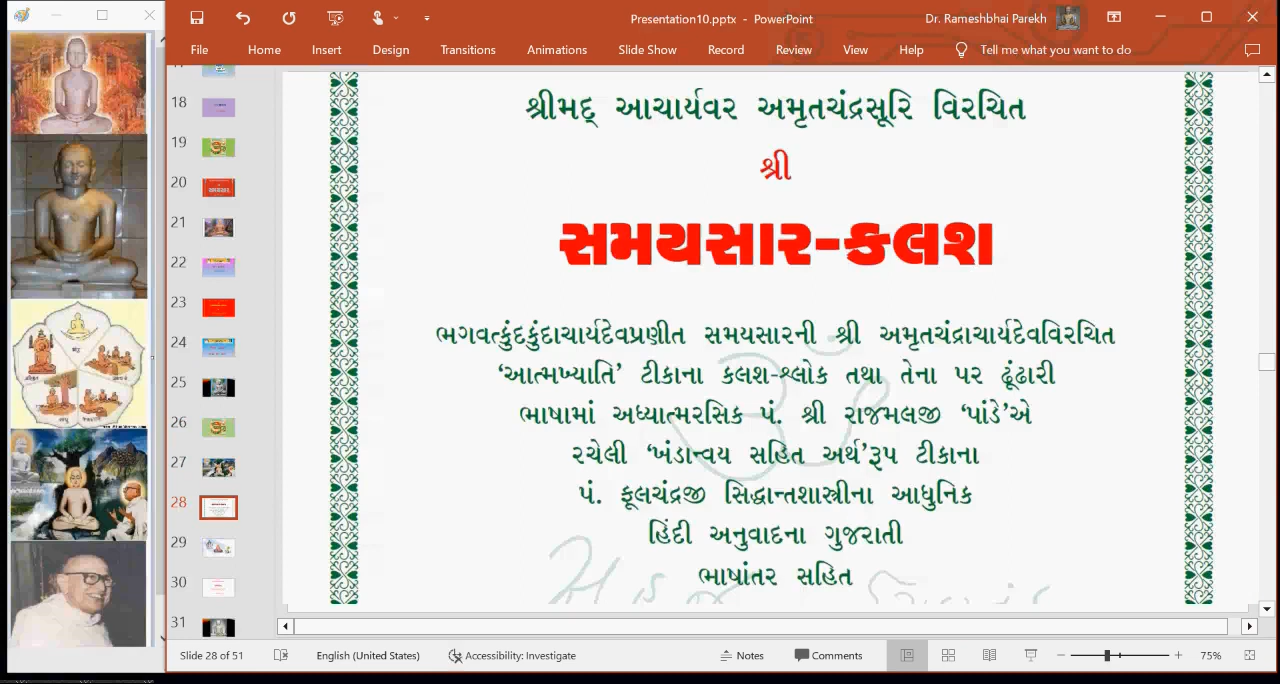 Presentation10.pptx - PowerPoint
Dr. Rameshbhai Parekh
File Home Insert Design Transitions Animations Slide Show Record Review View Help Tell me what you want to do
18
19
20
21
22
23
24
25
26
27
28
29
30
31
શ્રીમદ્ આચાર્યવર અમૃતચંદ્રસૂરિ વિરચિત
શ્રી
સમયસાર-કલશ
ભગવત્કુંદકુંદાચાર્યદેવપ્રણીત સમયસારની શ્રી અમૃતચંદ્રાચાર્યદેવવિરચિત
‘આત્મખ્યાતિ’ ટીકાના કલશ-શ્લોક તથા તેના પર ઢૂંઢારી
ભાષામાં અધ્યાત્મરસિક પં. શ્રી રાજમલજી ‘પાંડે’એ
રચેલી ‘ખંડાન્વય સહિત અર્થ’રૂપ ટીકાના
પં. ફૂલચંદ્રજી સિદ્ધાન્તશાસ્ત્રીના આધુનિક
હિંદી અનુવાદના ગુજરાતી
ભાષાંતર સહિત
Slide 28 of 51 English (United States) Accessibility: Investigate Notes Comments 75%